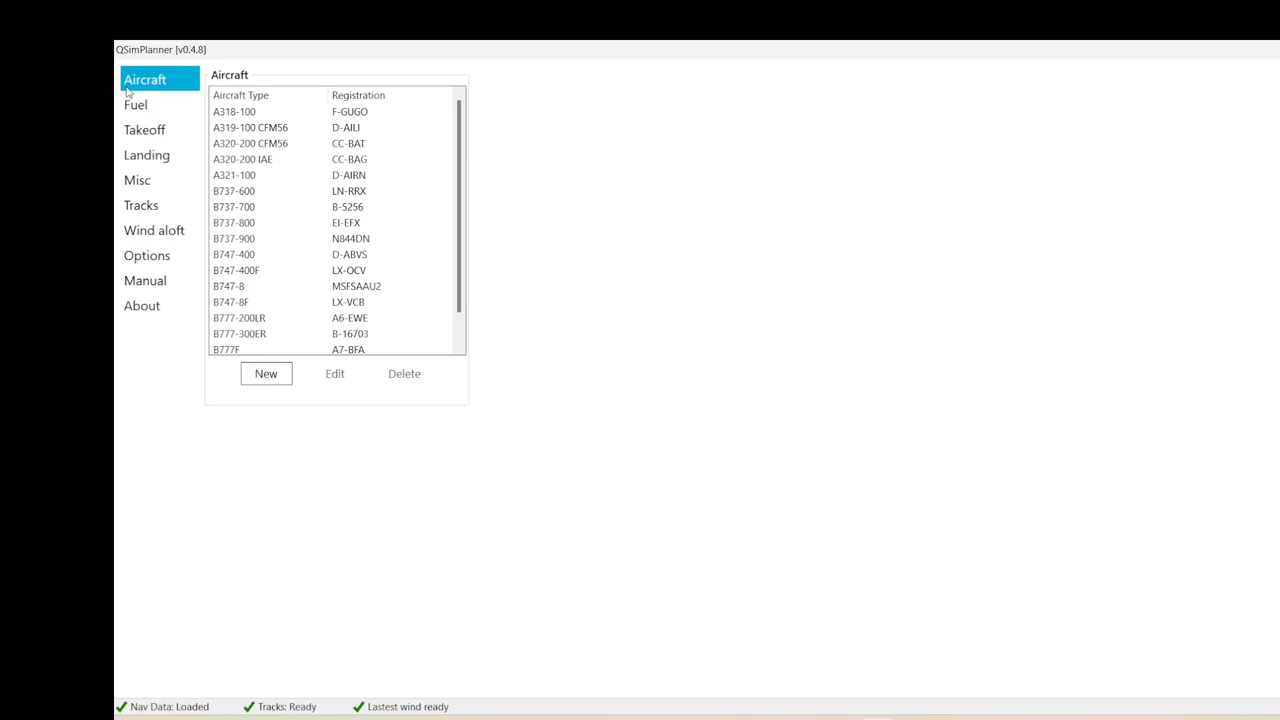 QSimPlanner [v0.4.8]
Aircraft
Fuel
Takeoff
Landing
Misc
Tracks
Wind aloft
Options
Manual
About
Aircraft
Aircraft Type Registration
A318-100 F-GUGO
A319-100 CFM56 D-AILI
A320-200 CFM56 CC-BAT
A320-200 IAE CC-BAG
A321-100 D-AIRN
B737-600 LN-RRX
B737-700 B-5256
B737-800 EI-EFX
B737-900 N844DN
B747-400 D-ABVS
B747-400F LX-OCV
B747-8 MSFSAAU2
B747-8F LX-VCB
B777-200LR A6-EWE
B777-300ER B-16703
B777F A7-BFA
New Edit Delete
Nav Data: Loaded Tracks: Ready Lastest wind ready